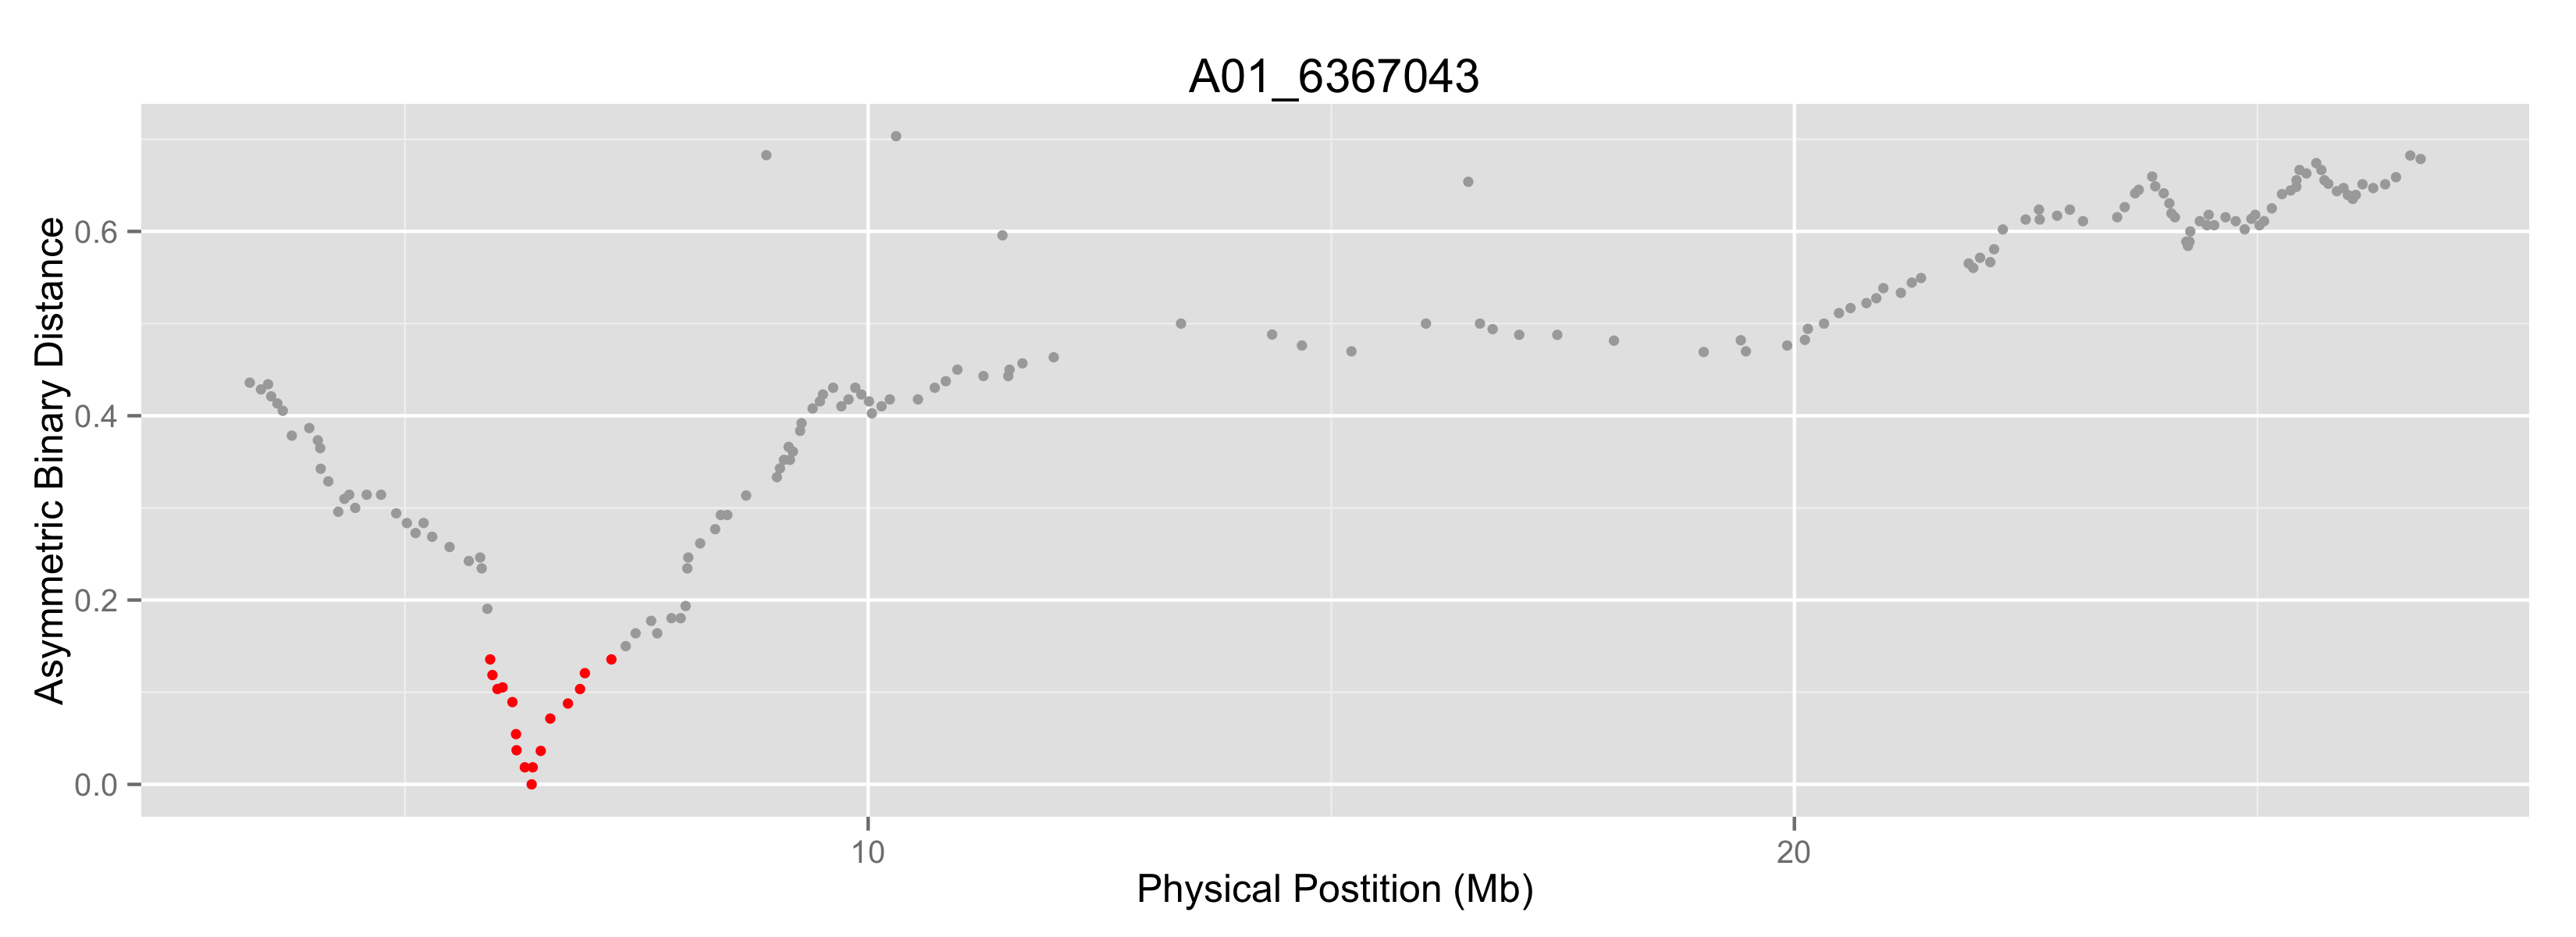 A01_6367043
Asymmetric Binary Distance
0.6
0.4
0.2
0.0
10 20
Physical Postition (Mb)